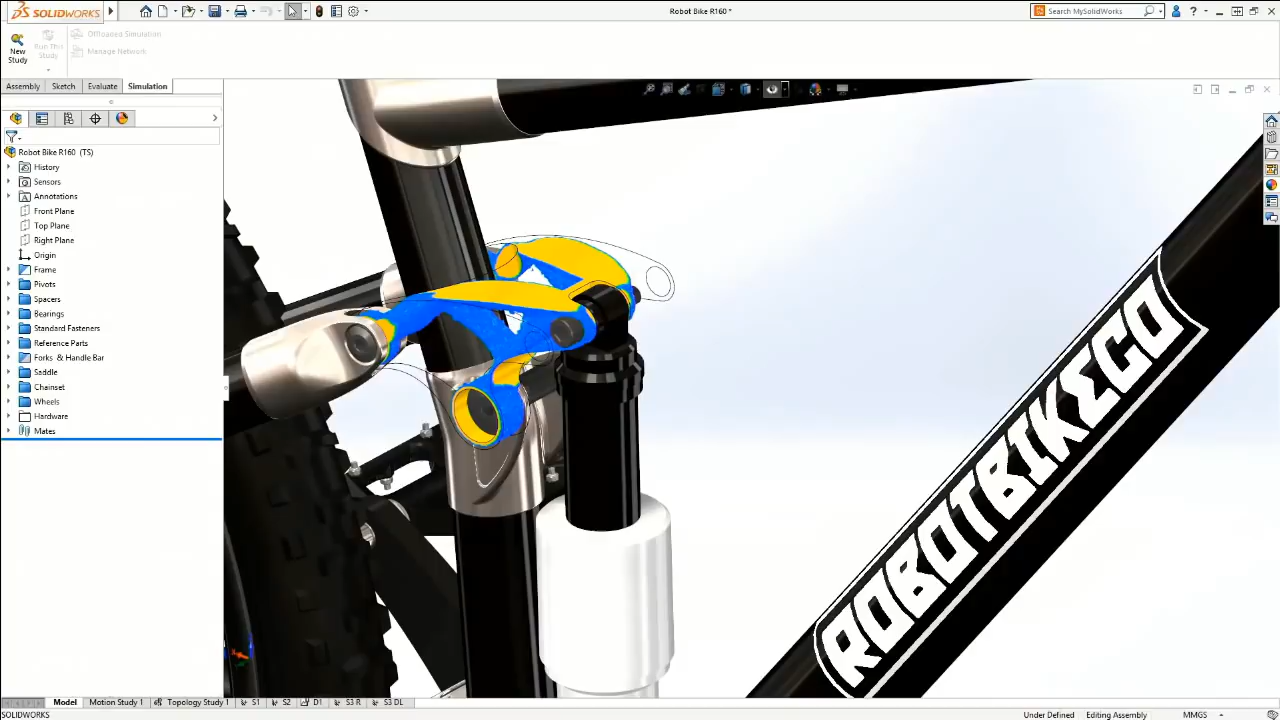 SOLIDWORKS
Robot Bike R160 *
Search MySolidWorks
?
New Study
Run This Study
Offloaded Simulation
Manage Network
Assembly
Sketch
Evaluate
Simulation
Robot Bike R160 (TS)
History
Sensors
Annotations
Front Plane
Top Plane
Right Plane
Origin
Frame
Pivots
Spacers
Bearings
Standard Fasteners
Reference Parts
Forks & Handle Bar
Saddle
Chainset
Wheels
Hardware
Mates
ROBOTBIKECO
Model
Motion Study 1
Topology Study 1
S1
S2
D1
S3 R
S3 DL
SOLIDWORKS
Under Defined
Editing Assembly
MMGS